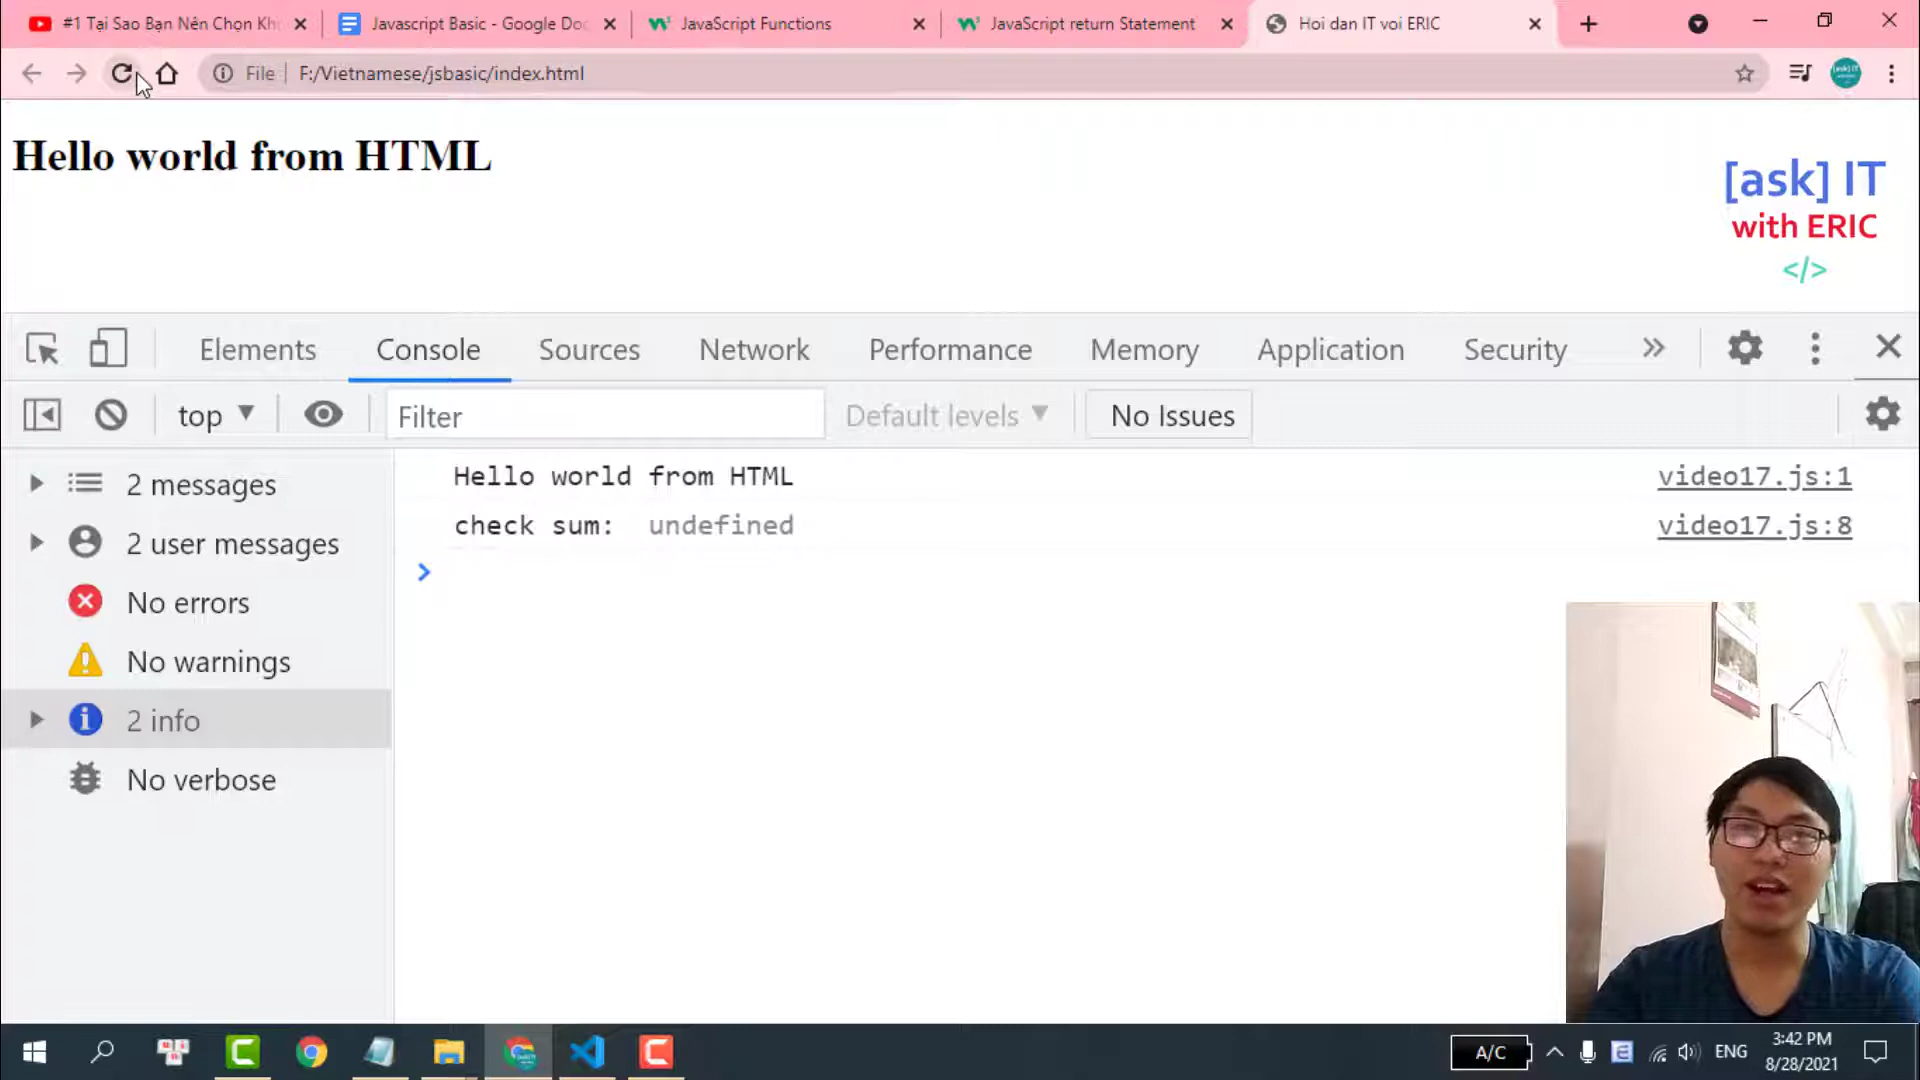 #1 Tại Sao Bạn Nên Chọn Kh
Javascript Basic - Google Doc
JavaScript Functions
JavaScript return Statement
Hoi dan IT voi ERIC
File
F:/Vietnamese/jsbasic/index.html
Hello world from HTML
[ask] IT
with ERIC
</>
Elements
Console
Sources
Network
Performance
Memory
Application
Security
top
Filter
Default levels
No Issues
2 messages
2 user messages
No errors
No warnings
2 info
No verbose
Hello world from HTML
video17.js:1
check sum: undefined
video17.js:8
A/C
ENG
3:42 PM
8/28/2021